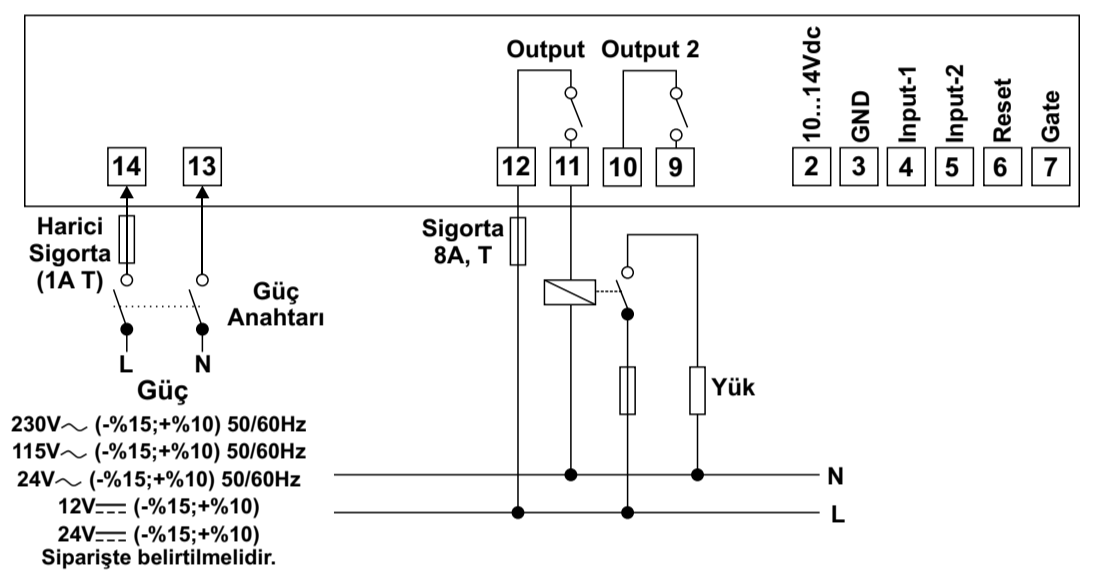 Output Output 2
10...14Vdc
GND
Input-1
Input-2
Reset
Gate
14 13 12 11 10 9 2 3 4 5 6 7
Harici
Sigorta
(1A T)
Sigorta
8A, T
Güç
Anahtarı
L N
Güç
Yük
230V～ (-%15;+%10) 50/60Hz
115V～ (-%15;+%10) 50/60Hz
24V～ (-%15;+%10) 50/60Hz
12V⎓ (-%15;+%10)
24V⎓ (-%15;+%10)
Siparişte belirtilmelidir.
N
L